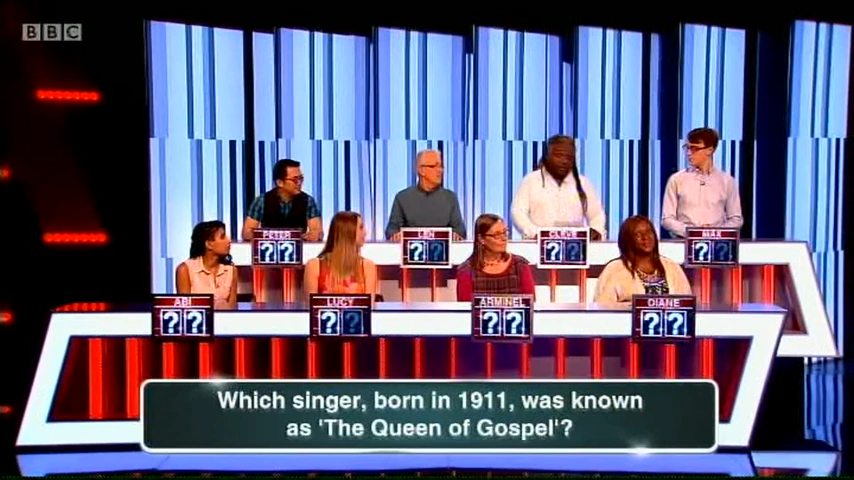 BBC
PETER
LEN
CLEVE
MAX
? ?
? ?
? ?
? ?
ABI
LUCY
ARMINEL
DIANE
? ?
? ?
? ?
? ?
Which singer, born in 1911, was known
as 'The Queen of Gospel'?